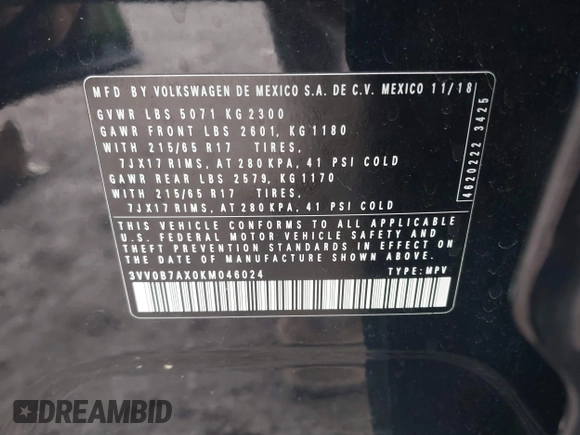 MFD BY VOLKSWAGEN DE MEXICO S.A. DE C.V. MEXICO 11/18
GVWR LBS 5071 KG 2300
GAWR FRONT LBS 2601, KG 1180
WITH 215/65 R17 TIRES,
7JX17 RIMS, AT 280 KPA, 41 PSI COLD
GAWR REAR LBS 2579, KG 1170
WITH 215/65 R17 TIRES,
7JX17 RIMS, AT 280 KPA, 41 PSI COLD
THIS VEHICLE CONFORMS TO ALL APPLICABLE
U.S. FEDERAL MOTOR VEHICLE SAFETY AND
THEFT PREVENTION STANDARDS IN EFFECT ON
THE DATE OF MANUFACTURE SHOWN ABOVE.
3VV0B7AX0KM046024 TYPE: MPV
4620222 3425
DREAMBID